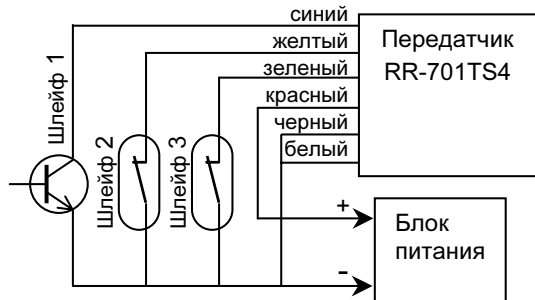 синий
желтый
зеленый
красный
черный
белый
Передатчик
RR-701TS4
Шлейф 1
Шлейф 2
Шлейф 3
+
-
Блок
питания